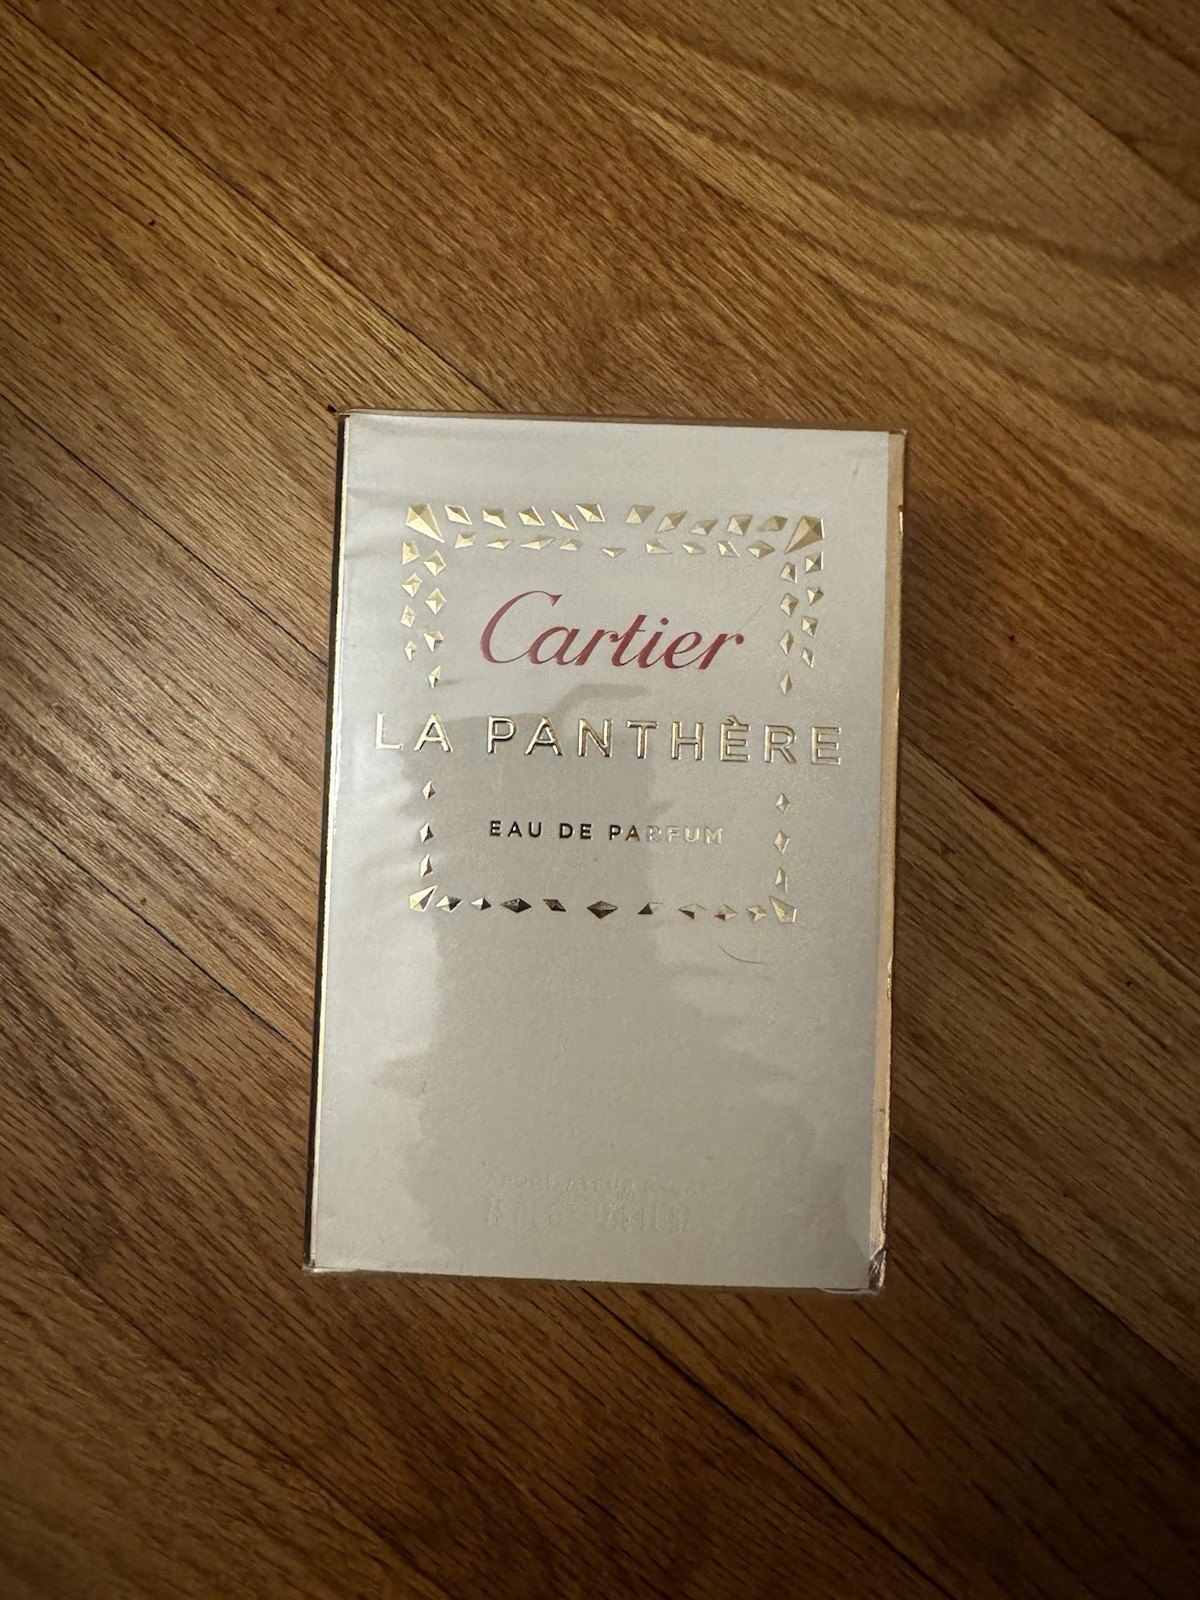 Cartier
LA PANTHÈRE
EAU DE PARFUM